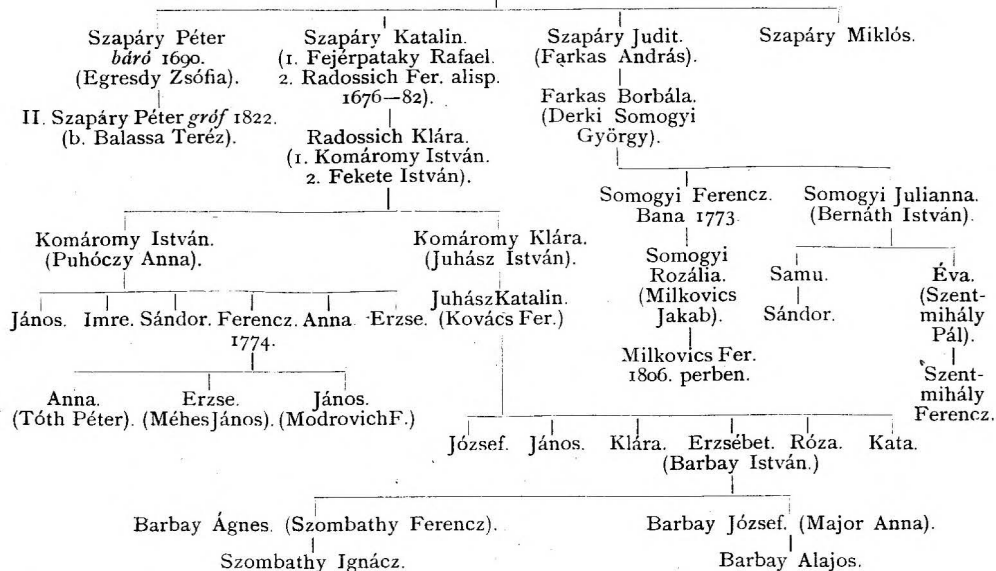 Szapáry Péter
báró 1690.
(Egresdy Zsófia).
II. Szapáry Péter gróf 1822.
(b. Balassa Teréz).
Szapáry Katalin.
(1. Fejérpataky Rafael.
2. Radossich Fer. alisp.
1676—82).
Radossich Klára.
(1. Komáromy István.
2. Fekete István).
Szapáry Judit.
(Farkas András).
Farkas Borbála.
(Derki Somogyi
György).
Szapáry Miklós.
Komáromy István.
(Puhóczy Anna).
Komáromy Klára.
(Juhász István).
Juhász Katalin.
(Kovács Fer.)
Somogyi Ferencz.
Bana 1773.
Somogyi
Rozália.
(Milkovics
Jakab).
Milkovics Fer.
1806. perben.
Somogyi Julianna.
(Bernáth István).
Samu.
Sándor.
Éva.
(Szent-
mihály
Pál).
Szent-
mihály
Ferencz.
János. Imre. Sándor. Ferencz. Anna. Erzse.
1774.
Anna. Erzse. János.
(Tóth Péter). (Méhes János). (Modrovich F.)
József. János. Klára. Erzsébet. Róza. Kata.
(Barbay István.)
Barbay Ágnes. (Szombathy Ferencz). Barbay József. (Major Anna).
Szombathy Ignácz. Barbay Alajos.